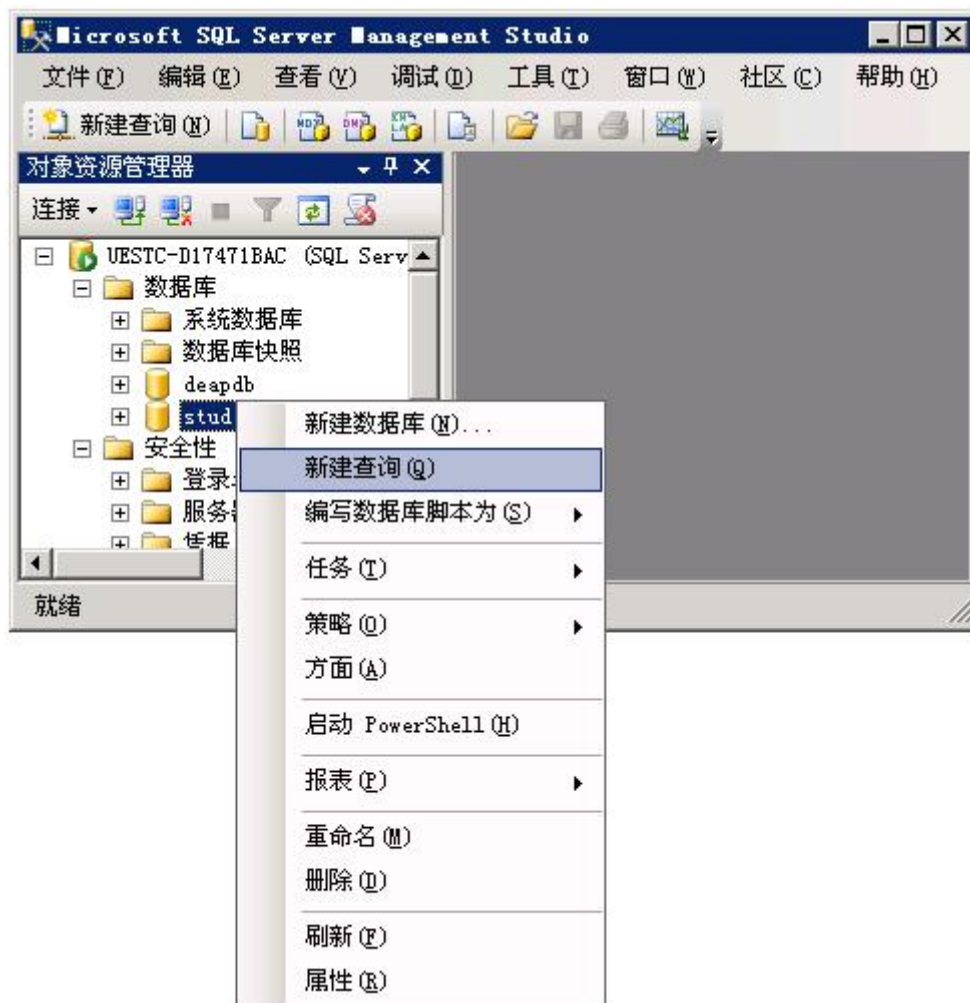 Microsoft SQL Server Management Studio
文件(F) 编辑(E) 查看(V) 调试(D) 工具(T) 窗口(W) 社区(C) 帮助(H)
新建查询(N)
对象资源管理器
连接
UESTC-D17471BAC (SQL Serv
数据库
系统数据库
数据库快照
deapdb
stud
安全性
登录
服务
凭据
就绪
新建数据库(N)...
新建查询(Q)
编写数据库脚本为(S)
任务(T)
策略(O)
方面(A)
启动 PowerShell(H)
报表(P)
重命名(M)
删除(D)
刷新(F)
属性(R)